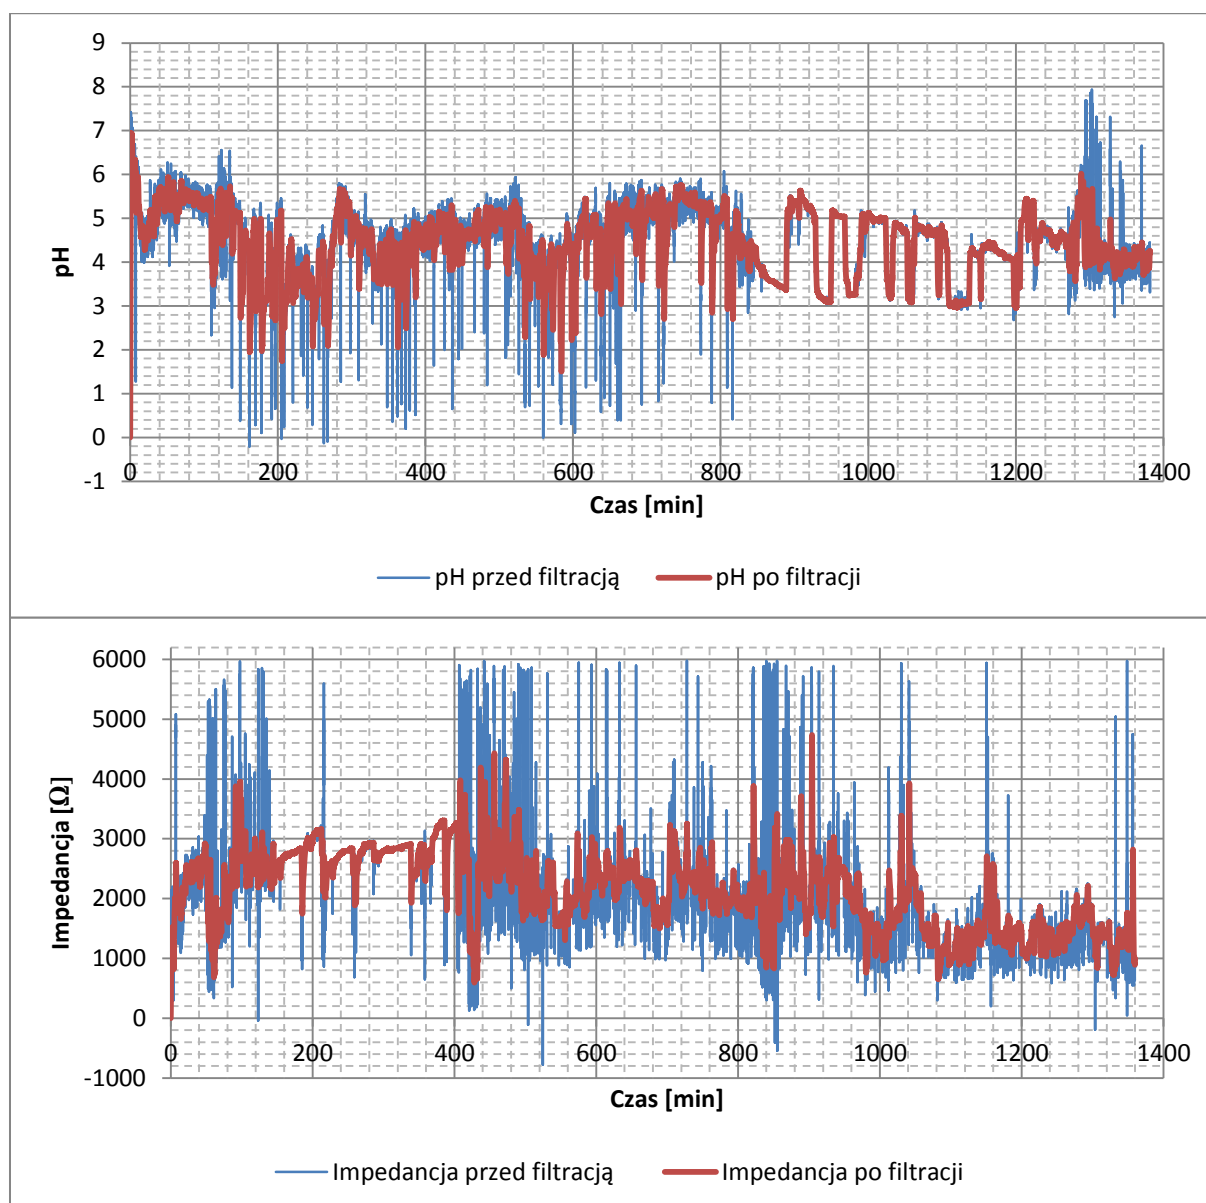 9
8
7
6
5
4
3
2
1
0
-1
pH
0 200 400 600 800 1000 1200 1400
Czas [min]
pH przed filtracją pH po filtracji
6000
5000
4000
3000
2000
1000
0
-1000
Impedancja [Ω]
0 200 400 600 800 1000 1200 1400
Czas [min]
Impedancja przed filtracją Impedancja po filtracji